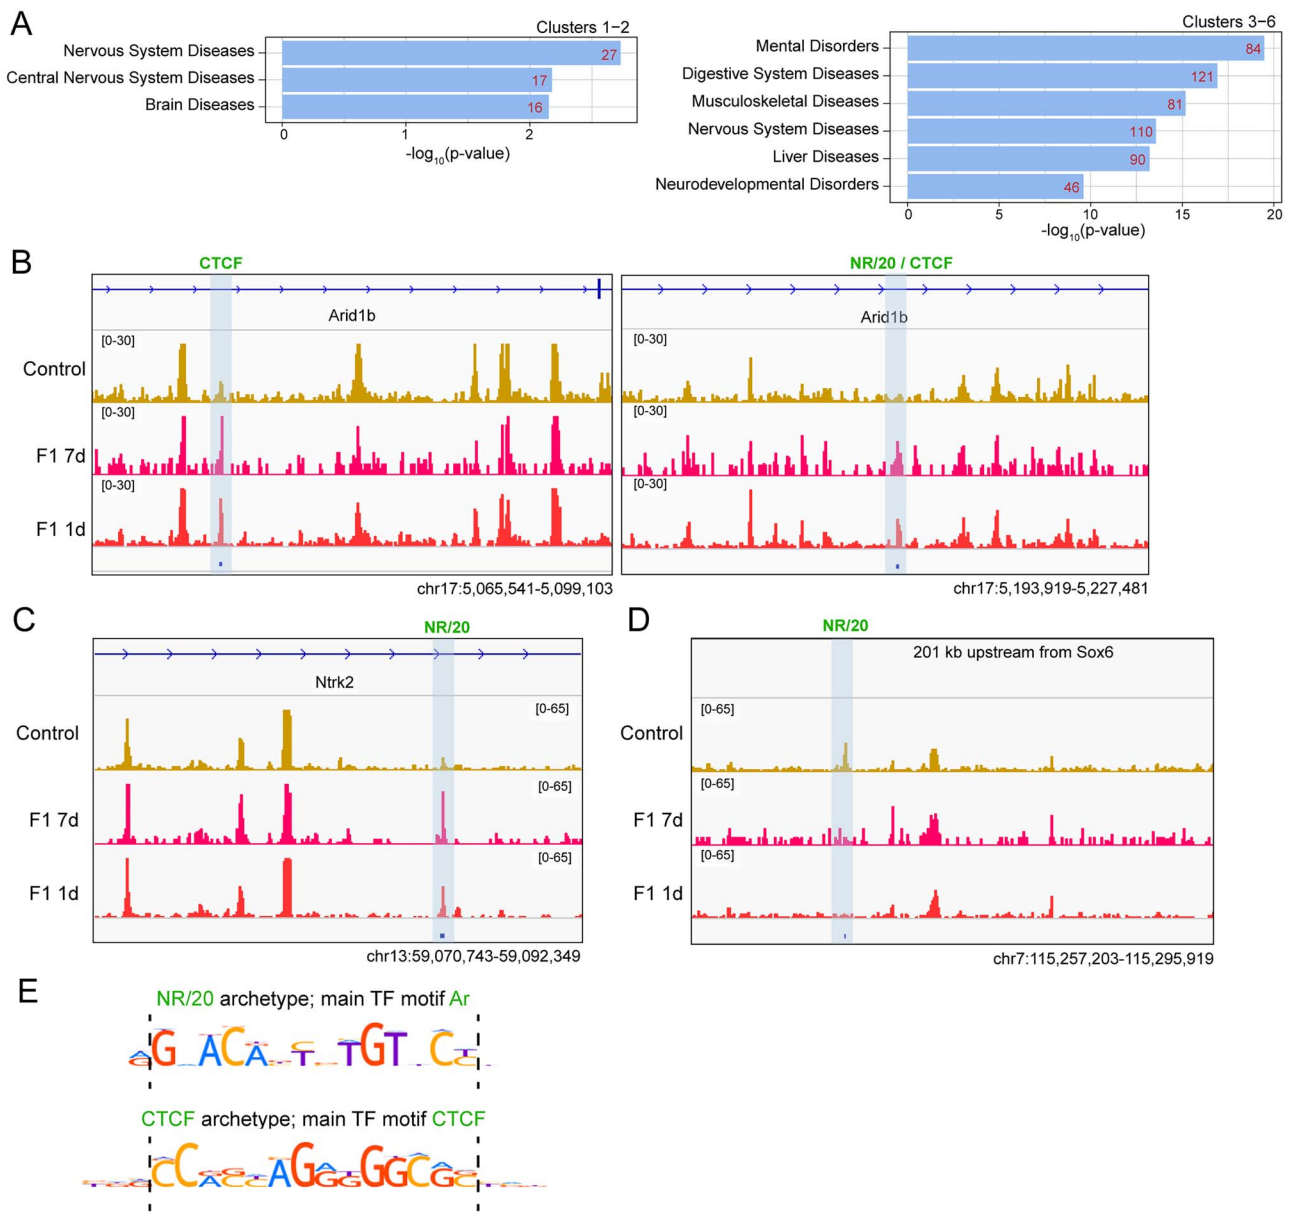 A
Clusters 1–2
Nervous System Diseases
27
Central Nervous System Diseases
17
Brain Diseases
16
0 1 2
-log10(p-value)
Clusters 3–6
Mental Disorders
84
Digestive System Diseases
121
Musculoskeletal Diseases
81
Nervous System Diseases
110
Liver Diseases
90
Neurodevelopmental Disorders
46
0 5 10 15 20
-log10(p-value)
B
CTCF
Arid1b
[0-30]
Control
[0-30]
F1 7d
[0-30]
F1 1d
chr17:5,065,541-5,099,103
NR/20 / CTCF
Arid1b
[0-30]
[0-30]
[0-30]
chr17:5,193,919-5,227,481
C
NR/20
Ntrk2
[0-65]
Control
[0-65]
F1 7d
[0-65]
F1 1d
chr13:59,070,743-59,092,349
D
NR/20
201 kb upstream from Sox6
[0-65]
Control
[0-65]
F1 7d
[0-65]
F1 1d
chr7:115,257,203-115,295,919
E
NR/20 archetype; main TF motif Ar
CTCF archetype; main TF motif CTCF